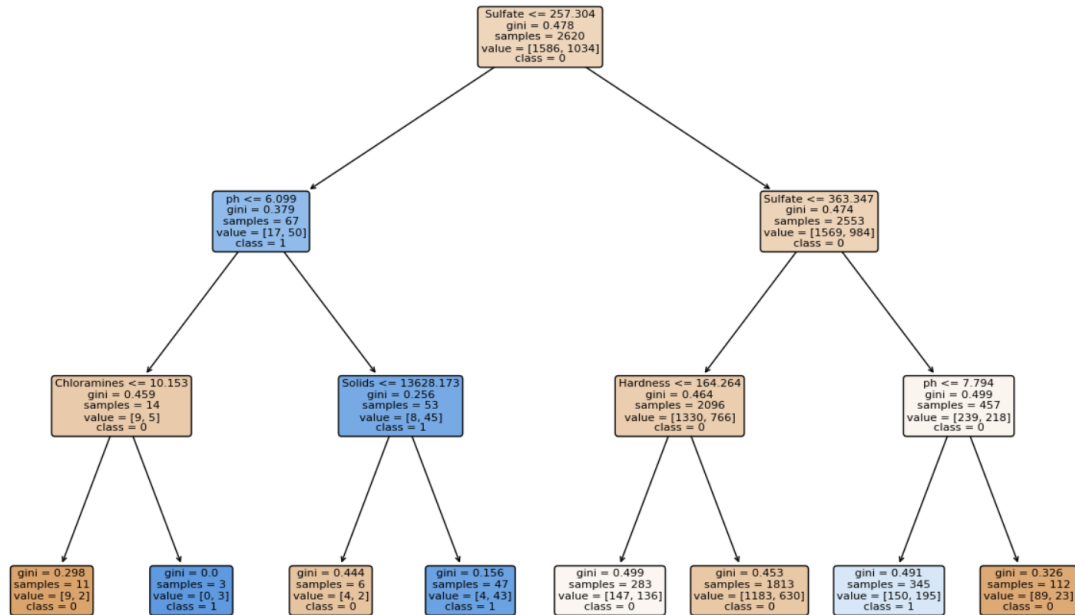 Sulfate <= 257.304
gini = 0.478
samples = 2620
value = [1586, 1034]
class = 0
ph <= 6.099
gini = 0.379
samples = 67
value = [17, 50]
class = 1
Sulfate <= 363.347
gini = 0.474
samples = 2553
value = [1569, 984]
class = 0
Chloramines <= 10.153
gini = 0.459
samples = 14
value = [9, 5]
class = 0
Solids <= 13628.173
gini = 0.256
samples = 53
value = [8, 45]
class = 1
Hardness <= 164.264
gini = 0.464
samples = 2096
value = [1330, 766]
class = 0
ph <= 7.794
gini = 0.499
samples = 457
value = [239, 218]
class = 0
gini = 0.298
samples = 11
value = [9, 2]
class = 0
gini = 0.0
samples = 3
value = [0, 3]
class = 1
gini = 0.444
samples = 6
value = [4, 2]
class = 0
gini = 0.156
samples = 47
value = [4, 43]
class = 1
gini = 0.499
samples = 283
value = [147, 136]
class = 0
gini = 0.453
samples = 1813
value = [1183, 630]
class = 0
gini = 0.491
samples = 345
value = [150, 195]
class = 1
gini = 0.326
samples = 112
value = [89, 23]
class = 0